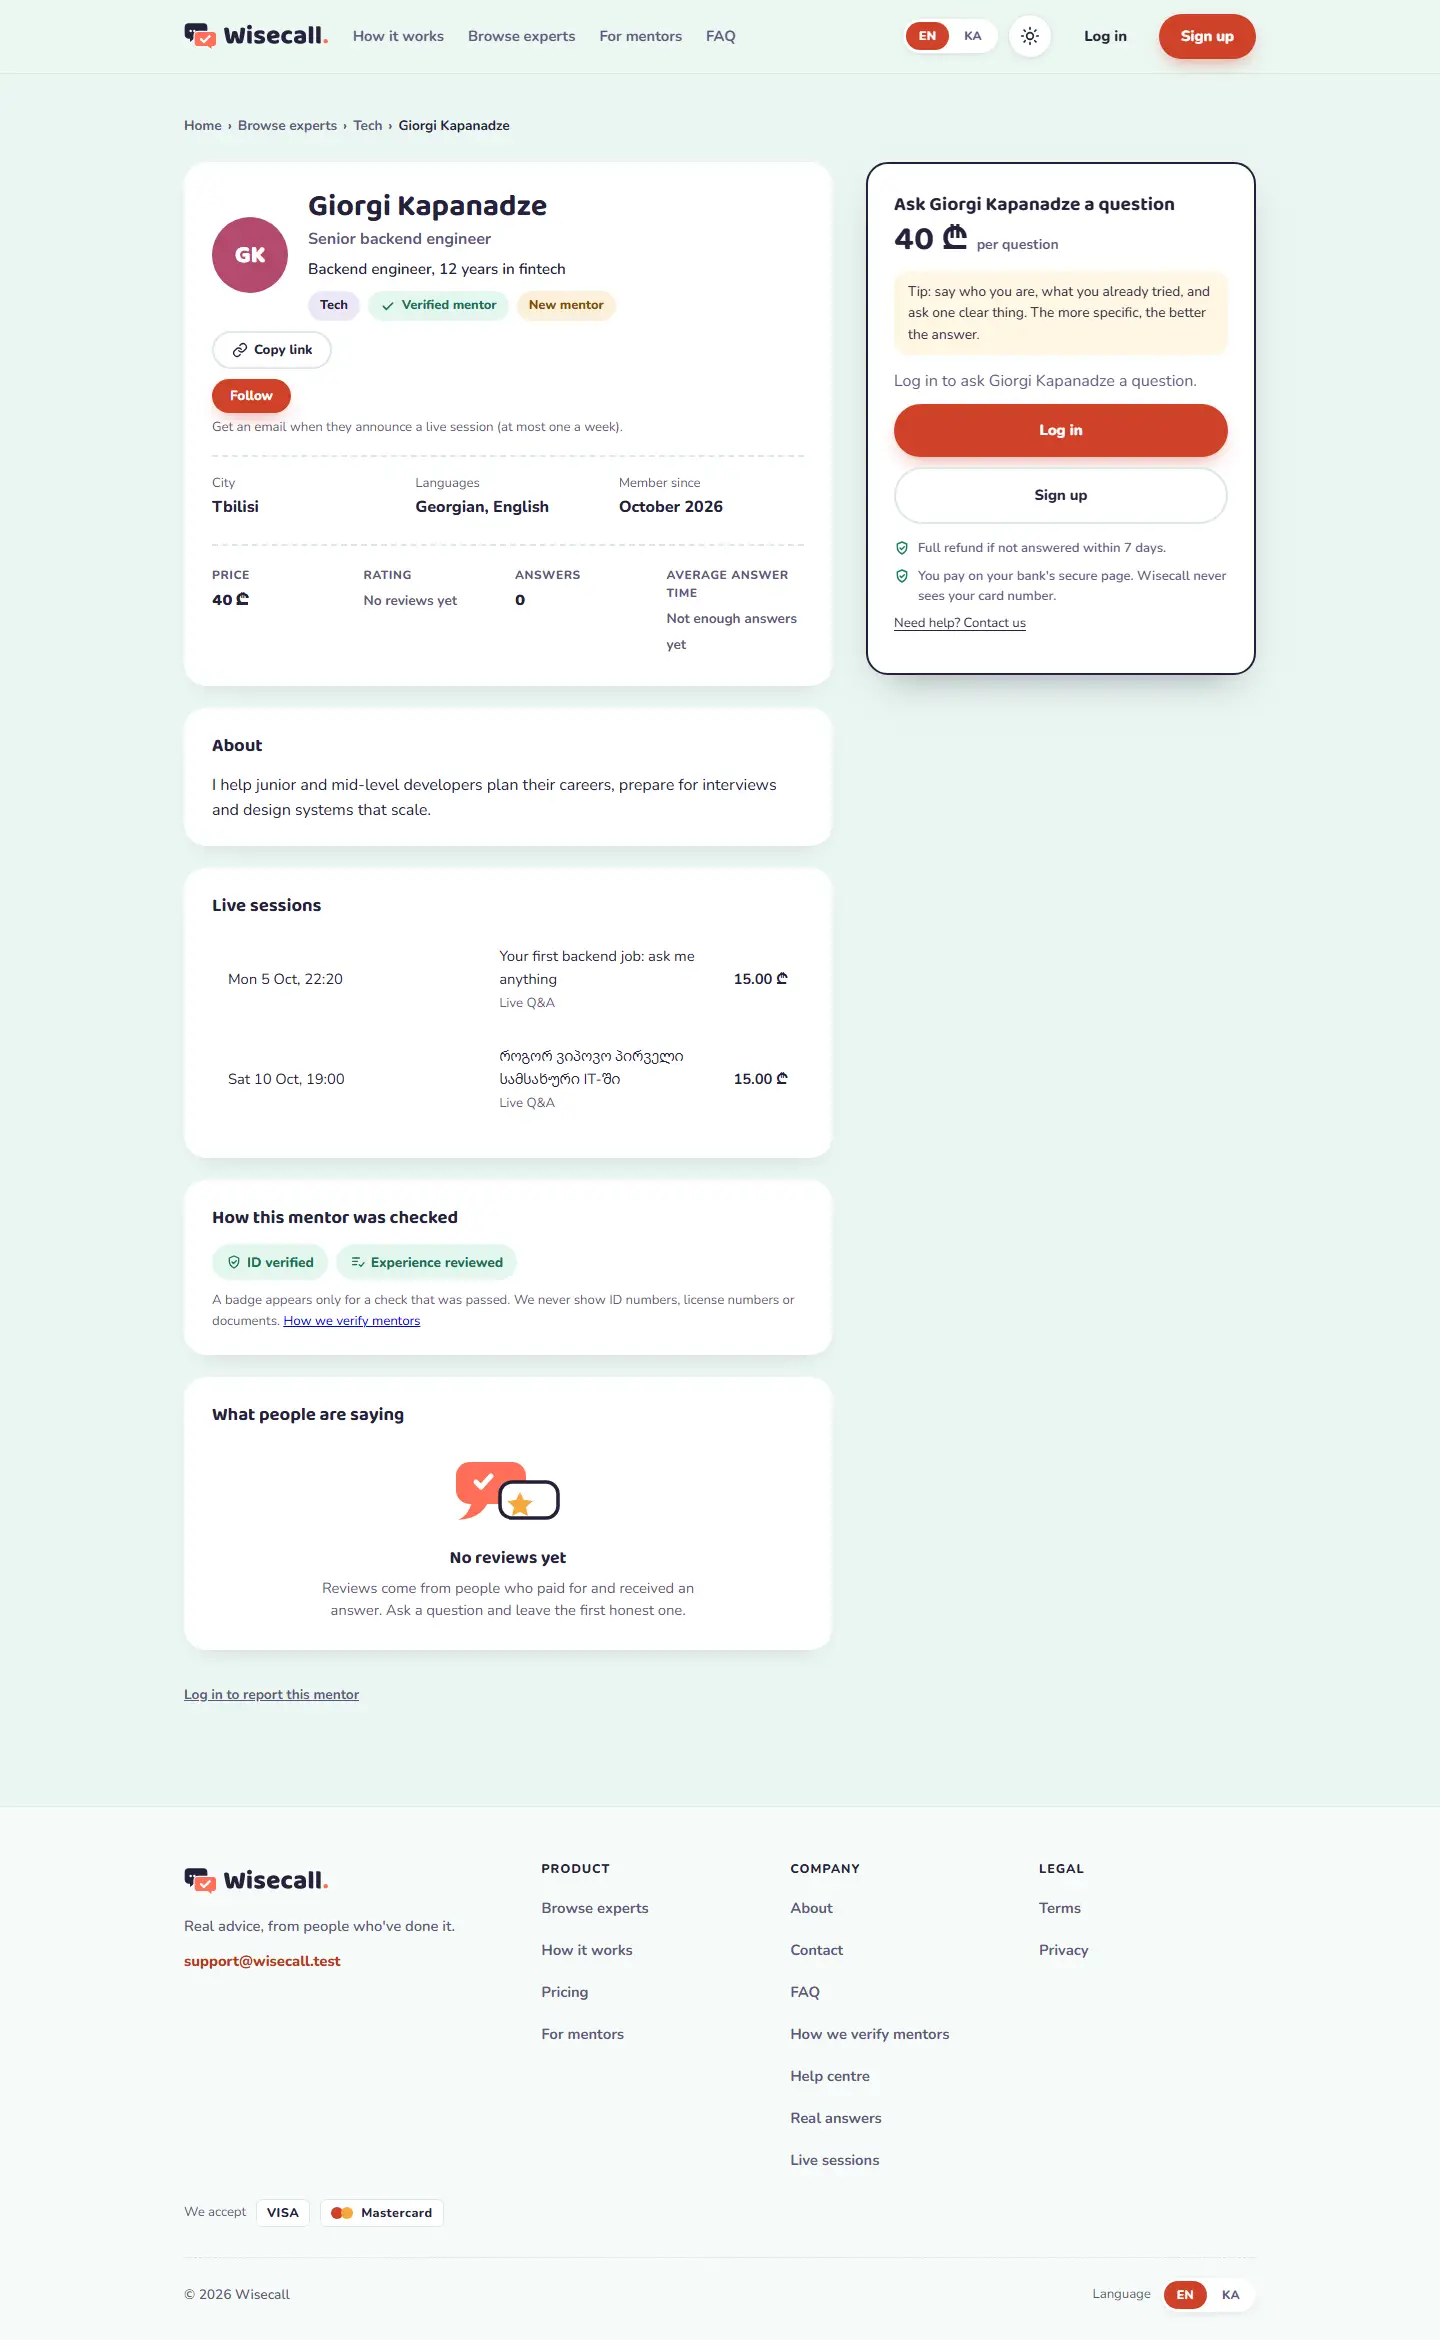 Wisecall.
How it works
Browse experts
For mentors
FAQ
EN
KA
Log in
Sign up
Home › Browse experts › Tech › Giorgi Kapanadze
GK
Giorgi Kapanadze
Senior backend engineer
Backend engineer, 12 years in fintech
Tech
Verified mentor
New mentor
Copy link
Follow
Get an email when they announce a live session (at most one a week).
City
Tbilisi
Languages
Georgian, English
Member since
October 2026
PRICE
40 ₾
RATING
No reviews yet
ANSWERS
0
AVERAGE ANSWER
TIME
Not enough answers
yet
Ask Giorgi Kapanadze a question
40 ₾ per question
Tip: say who you are, what you already tried, and
ask one clear thing. The more specific, the better
the answer.
Log in to ask Giorgi Kapanadze a question.
Log in
Sign up
Full refund if not answered within 7 days.
You pay on your bank's secure page. Wisecall never
sees your card number.
Need help? Contact us
About
I help junior and mid-level developers plan their careers, prepare for interviews
and design systems that scale.
Live sessions
Mon 5 Oct, 22:20
Your first backend job: ask me
anything
Live Q&A
15.00 ₾
Sat 10 Oct, 19:00
როგორ ვიპოვო პირველი
სამსახური IT-ში
Live Q&A
15.00 ₾
How this mentor was checked
ID verified
Experience reviewed
A badge appears only for a check that was passed. We never show ID numbers, license numbers or
documents. How we verify mentors
What people are saying
No reviews yet
Reviews come from people who paid for and received an
answer. Ask a question and leave the first honest one.
Log in to report this mentor
Wisecall.
Real advice, from people who've done it.
support@wisecall.test
PRODUCT
Browse experts
How it works
Pricing
For mentors
COMPANY
About
Contact
FAQ
How we verify mentors
Help centre
Real answers
Live sessions
LEGAL
Terms
Privacy
We accept
VISA
Mastercard
© 2026 Wisecall
Language
EN
KA